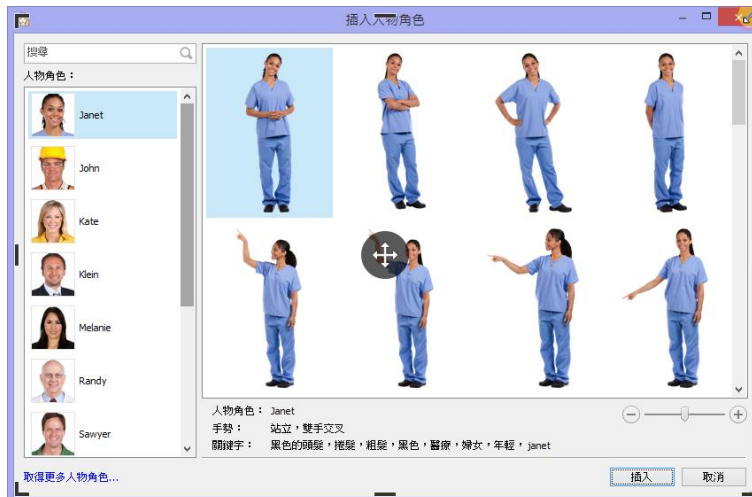 插入人物角色
搜尋
人物角色：
Janet
John
Kate
Klein
Melanie
Randy
Sawyer
人物角色： Janet
手勢： 站立，雙手交叉
關鍵字： 黑色的頭髮，捲髮，粗髮，黑色，醫療，婦女，年輕，janet
取得更多人物角色...
插入
取消